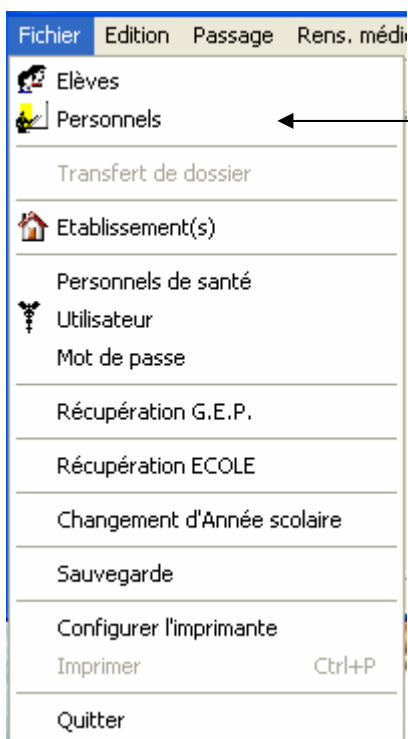 Fichier Edition Passage Rens. médi
Elèves
Personnels
Transfert de dossier
Etablissement(s)
Personnels de santé
Utilisateur
Mot de passe
Récupération G.E.P.
Récupération ECOLE
Changement d'Année scolaire
Sauvegarde
Configurer l'imprimante
Imprimer Ctrl+P
Quitter